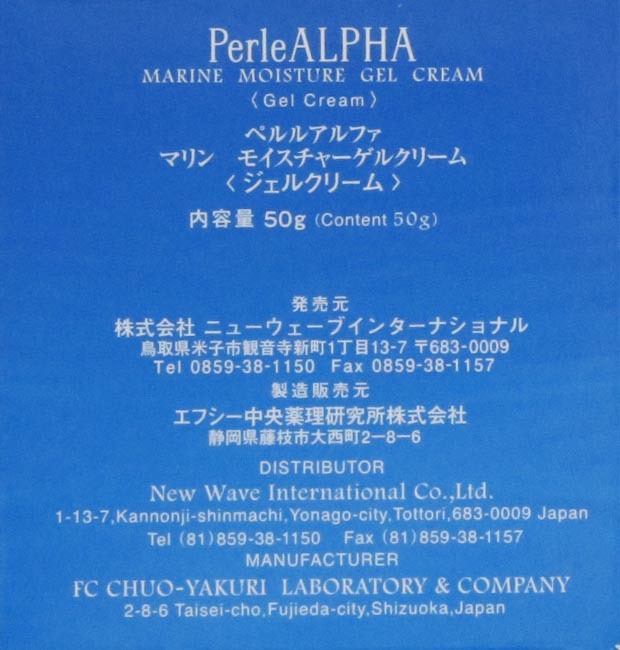 PerleALPHA
MARINE MOISTURE GEL CREAM
〈Gel Cream〉
ペルルアルファ
マリン モイスチャーゲルクリーム
〈ジェルクリーム〉
内容量 50g (Content 50g)
発売元
株式会社 ニューウェーブインターナショナル
鳥取県米子市観音寺新町1丁目13-7 〒683-0009
Tel 0859-38-1150 Fax 0859-38-1157
製造販売元
エフシー中央薬理研究所株式会社
静岡県藤枝市大西町2-8-6
DISTRIBUTOR
New Wave International Co.,Ltd.
1-13-7,Kannonji-shinmachi,Yonago-city,Tottori,683-0009 Japan
Tel (81)859-38-1150 Fax (81)859-38-1157
MANUFACTURER
FC CHUO-YAKURI LABORATORY & COMPANY
2-8-6 Taisei-cho,Fujieda-city,Shizuoka,Japan